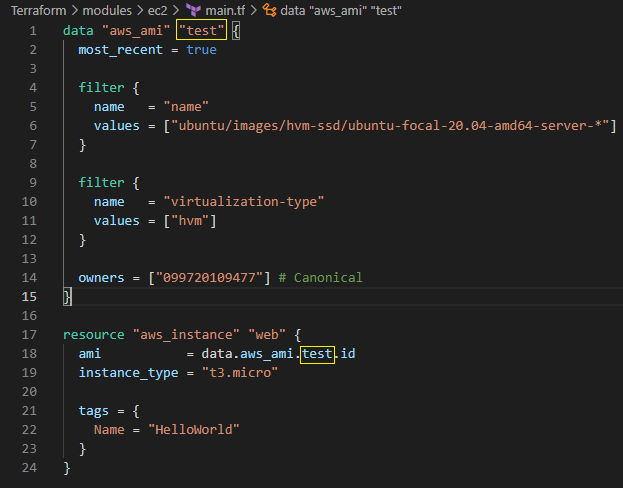 Terraform > modules > ec2 > main.tf > data "aws_ami" "test"
1 data "aws_ami" "test" {
2   most_recent = true
3
4   filter {
5     name   = "name"
6     values = ["ubuntu/images/hvm-ssd/ubuntu-focal-20.04-amd64-server-*"]
7   }
8
9   filter {
10     name   = "virtualization-type"
11     values = ["hvm"]
12   }
13
14   owners = ["099720109477"] # Canonical
15 }
16
17 resource "aws_instance" "web" {
18   ami           = data.aws_ami.test.id
19   instance_type = "t3.micro"
20
21   tags = {
22     Name = "HelloWorld"
23   }
24 }